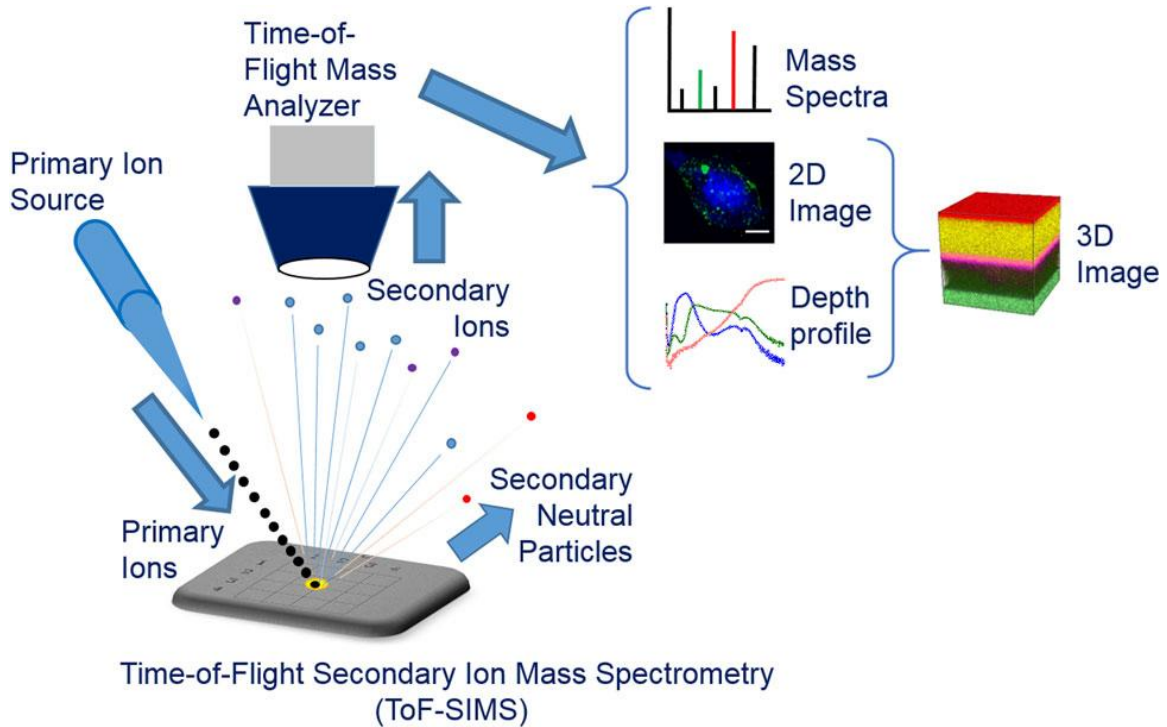 Time-of-
Flight Mass
Analyzer
Primary Ion
Source
Secondary
Ions
Primary
Ions
Secondary
Neutral
Particles
Mass
Spectra
2D
Image
Depth
profile
3D
Image
Time-of-Flight Secondary Ion Mass Spectrometry
(ToF-SIMS)